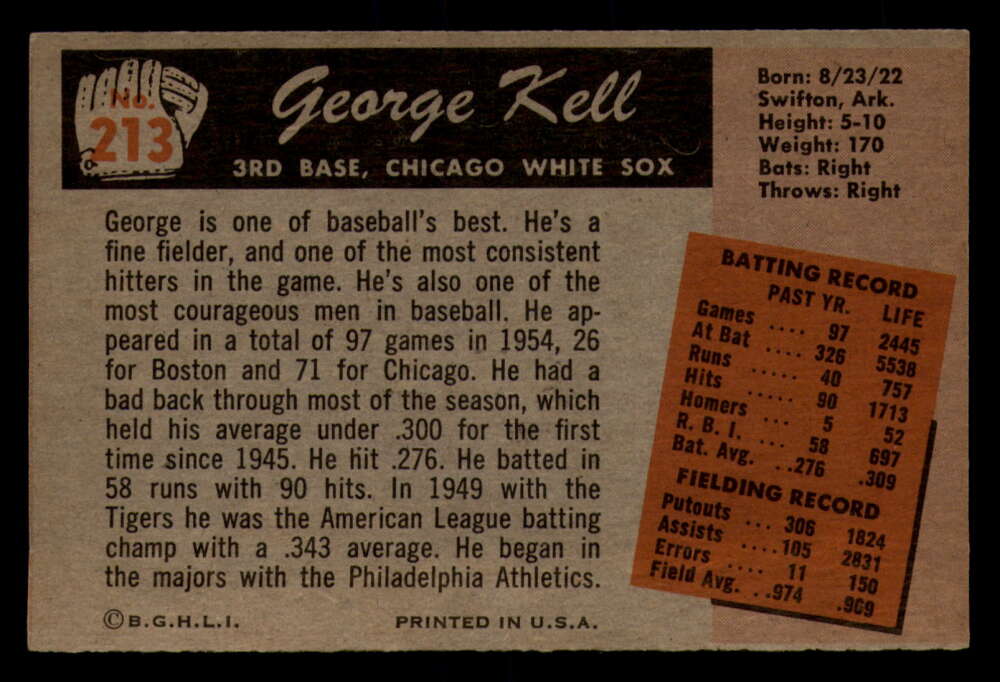 No.
213
George Kell
3RD BASE, CHICAGO WHITE SOX
Born: 8/23/22
Swifton, Ark.
Height: 5-10
Weight: 170
Bats: Right
Throws: Right
George is one of baseball's best. He's a
fine fielder, and one of the most consistent
hitters in the game. He's also one of the
most courageous men in baseball. He ap-
peared in a total of 97 games in 1954, 26
for Boston and 71 for Chicago. He had a
bad back through most of the season, which
held his average under .300 for the first
time since 1945. He hit .276. He batted in
58 runs with 90 hits. In 1949 with the
Tigers he was the American League batting
champ with a .343 average. He began in
the majors with the Philadelphia Athletics.
BATTING RECORD
PAST YR. LIFE
Games .... 97 2445
At Bat .... 326 5538
Runs ..... 40 757
Hits ..... 90 1713
Homers ... 5 52
R. B. I. .... 58 697
Bat. Avg. ..276 .309
FIELDING RECORD
Putouts ... 306 1824
Assists ....105 2831
Errors .... 11 150
Field Avg. ..974 .969
©B.G.H.L.I. PRINTED IN U.S.A.